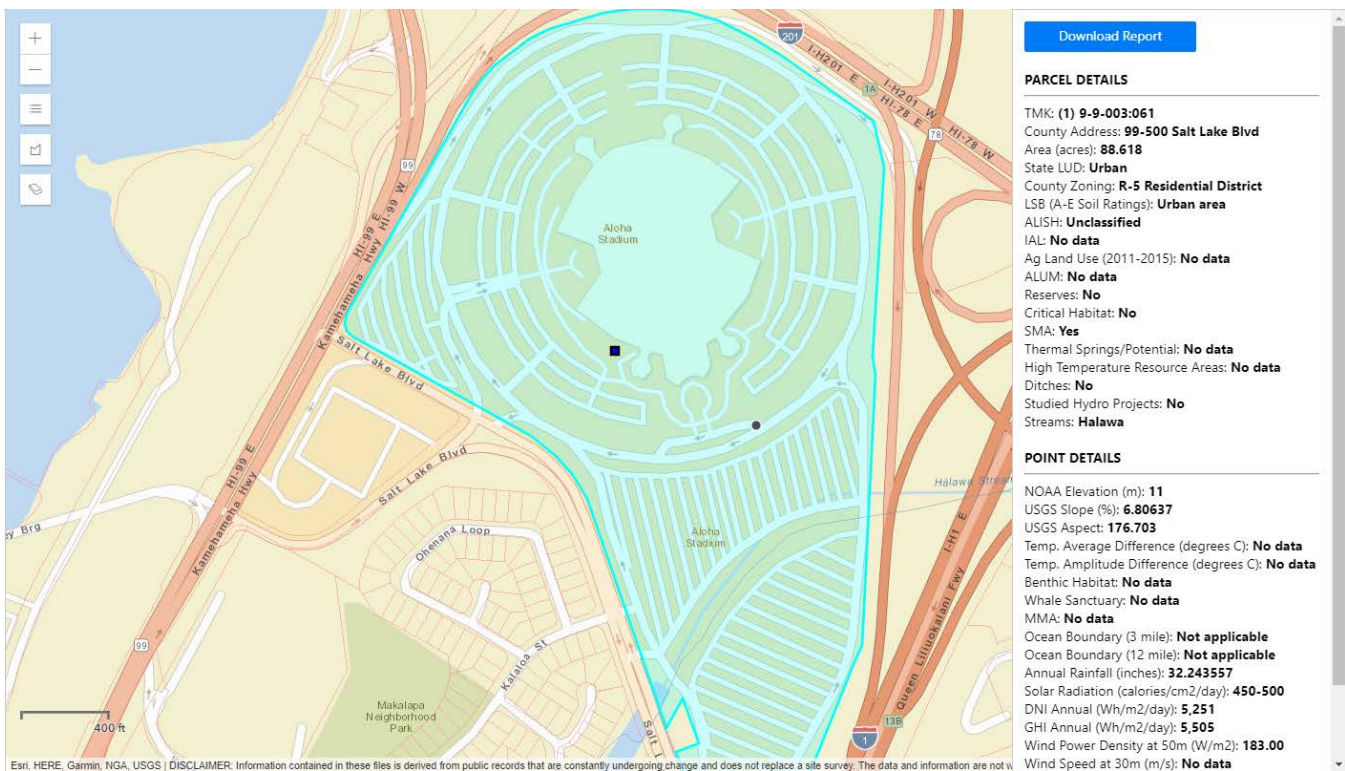 201
I-H201 W
I-H201 E
HI-78 E
HI-78 W
1A
78
99
HI-99 E
HI-99 W
Kamehameha Hwy
Aloha
Stadium
Salt Lake Blvd
Salt Lake Blvd
HI-99 E
Kamehameha Hwy
Hālawa Stream
ey Brg
Ohenana Loop
Aloha
Stadium
I-H1 E
Queen Liliuokalani Fwy
99
Kalaloa St
Makalapa
Neighborhood
Park
Salt L
13B
1
400 ft
Esri, HERE, Garmin, NGA, USGS | DISCLAIMER: Information contained in these files is derived from public records that are constantly undergoing change and does not replace a site survey. The data and information are not w
Download Report
PARCEL DETAILS
TMK: (1) 9-9-003:061
County Address: 99-500 Salt Lake Blvd
Area (acres): 88.618
State LUD: Urban
County Zoning: R-5 Residential District
LSB (A-E Soil Ratings): Urban area
ALISH: Unclassified
IAL: No data
Ag Land Use (2011-2015): No data
ALUM: No data
Reserves: No
Critical Habitat: No
SMA: Yes
Thermal Springs/Potential: No data
High Temperature Resource Areas: No data
Ditches: No
Studied Hydro Projects: No
Streams: Halawa
POINT DETAILS
NOAA Elevation (m): 11
USGS Slope (%): 6.80637
USGS Aspect: 176.703
Temp. Average Difference (degrees C): No data
Temp. Amplitude Difference (degrees C): No data
Benthic Habitat: No data
Whale Sanctuary: No data
MMA: No data
Ocean Boundary (3 mile): Not applicable
Ocean Boundary (12 mile): Not applicable
Annual Rainfall (inches): 32.243557
Solar Radiation (calories/cm2/day): 450-500
DNI Annual (Wh/m2/day): 5,251
GHI Annual (Wh/m2/day): 5,505
Wind Power Density at 50m (W/m2): 183.00
Wind Speed at 30m (m/s): No data